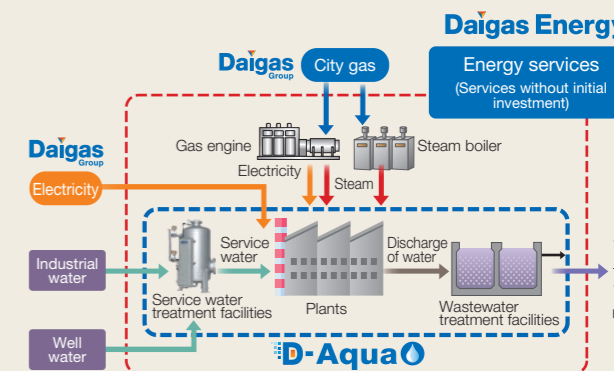 Daigas Energy
Energy services
(Services without initial
investment)
Daigas
Group
City gas
Gas engine
Steam boiler
Electricity
Steam
Daigas
Group
Electricity
Industrial
water
Service
water
Discharge
of water
Service water
treatment facilities
Plants
Wastewater
treatment facilities
Well
water
D-Aqua